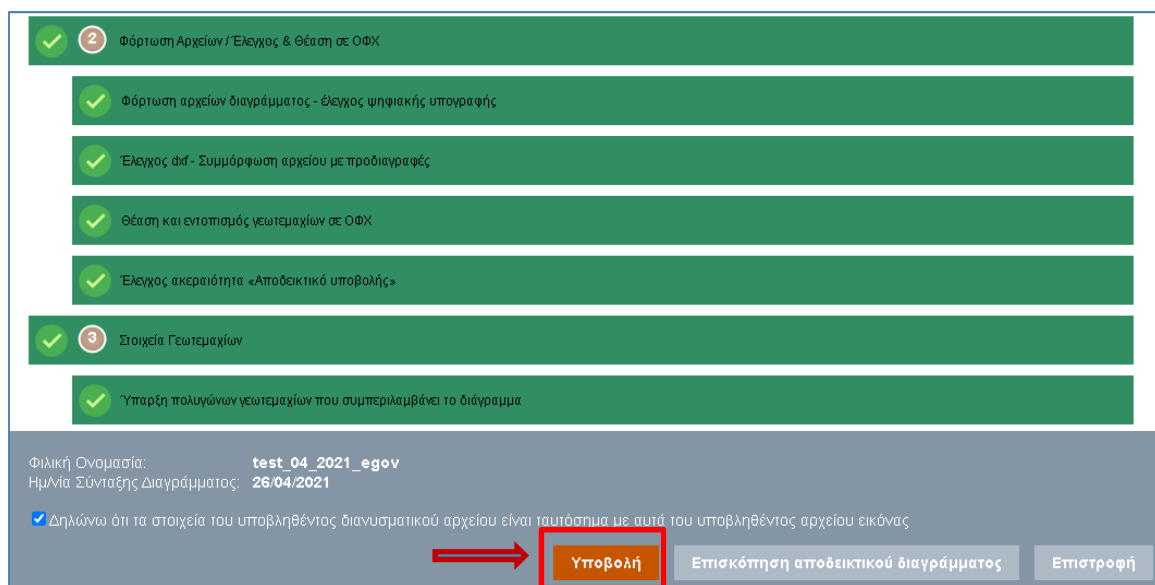 2 Φόρτωση Αρχείων / Έλεγχος & Θέαση σε ΟΦΧ
Φόρτωση αρχείων διαγράμματος - έλεγχος ψηφιακής υπογραφής
Έλεγχος dxf - Συμμόρφωση αρχείου με προδιαγραφές
Θέαση και εντοπισμός γεωτεμαχίων σε ΟΦΧ
Έλεγχος ακεραιότητα «Αποδεικτικό υποβολής»
3 Στοιχεία Γεωτεμαχίων
Ύπαρξη πολυγώνων γεωτεμαχίων που συμπεριλαμβάνει το διάγραμμα
Φιλική Ονομασία: test_04_2021_egov
Ημ/νία Σύνταξης Διαγράμματος: 26/04/2021
Δηλώνω ότι τα στοιχεία του υποβληθέντος διανυσματικού αρχείου είναι ταυτόσημα με αυτά του υποβληθέντος αρχείου εικόνας
Υποβολή Επισκόπηση αποδεικτικού διαγράμματος Επιστροφή